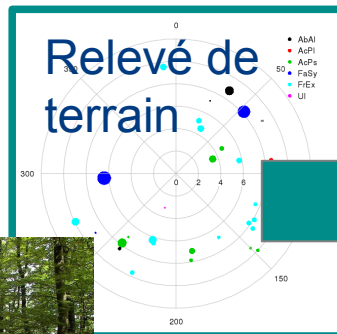 Relevé de
terrain
0
50
150
200
300
0 2 4 6
AbAl
AcPl
AcPs
FaSy
FrEx
Ul